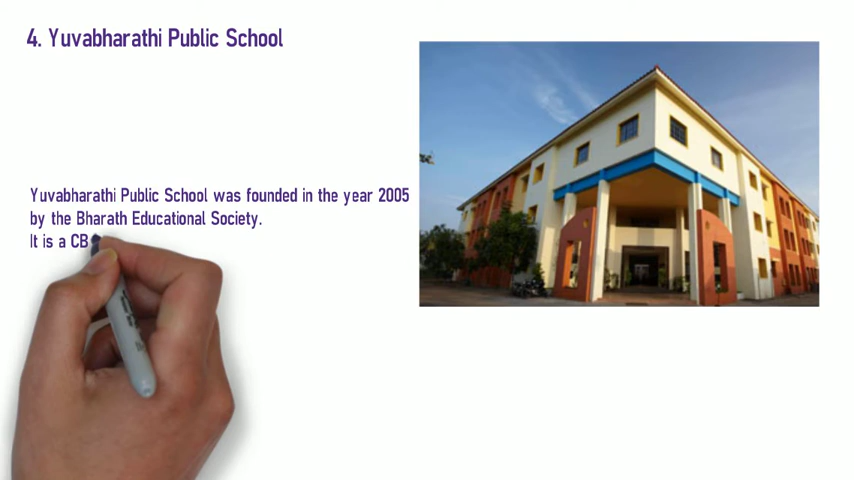 4. Yuvabharathi Public School
Yuvabharathi Public School was founded in the year 2005
by the Bharath Educational Society.
It is a CB